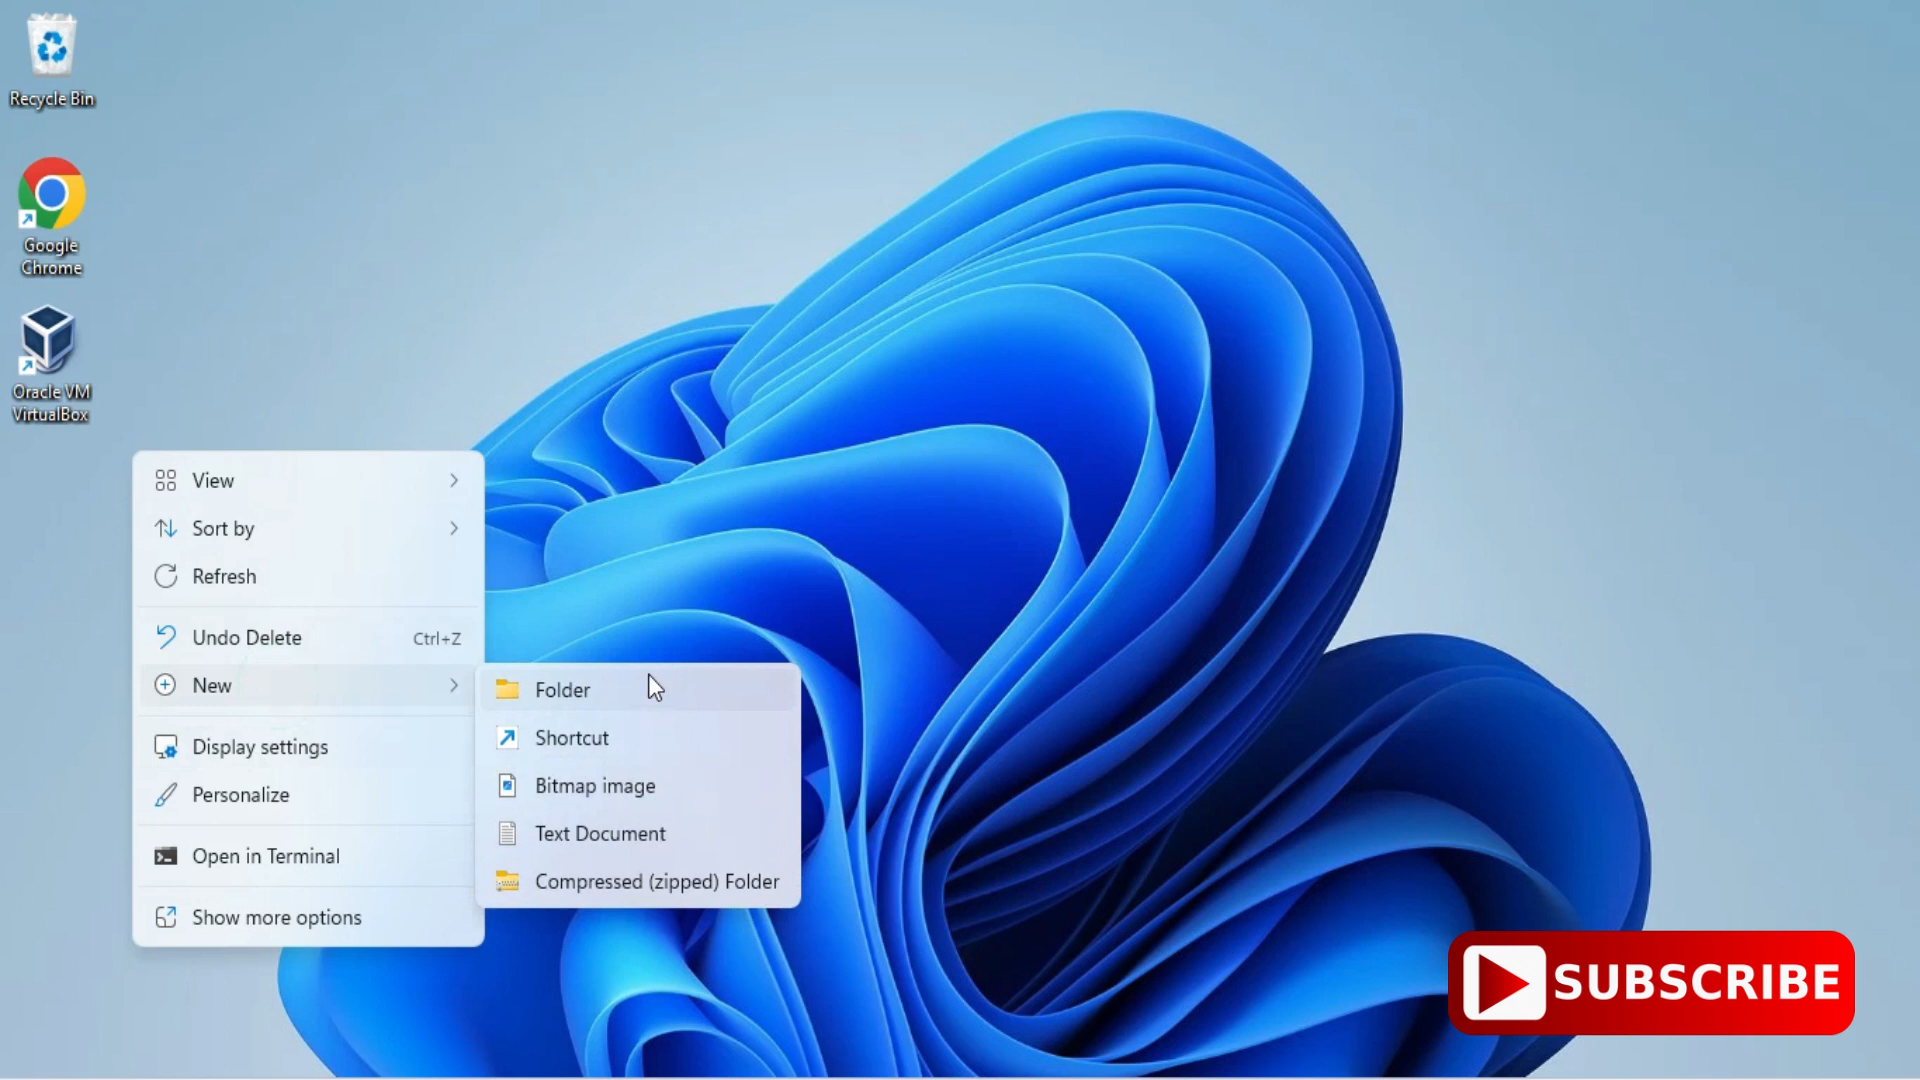 Recycle Bin
Google
Chrome
Oracle VM
VirtualBox
View
Sort by
Refresh
Undo Delete Ctrl+Z
New
Display settings
Personalize
Open in Terminal
Show more options
Folder
Shortcut
Bitmap image
Text Document
Compressed (zipped) Folder
SUBSCRIBE